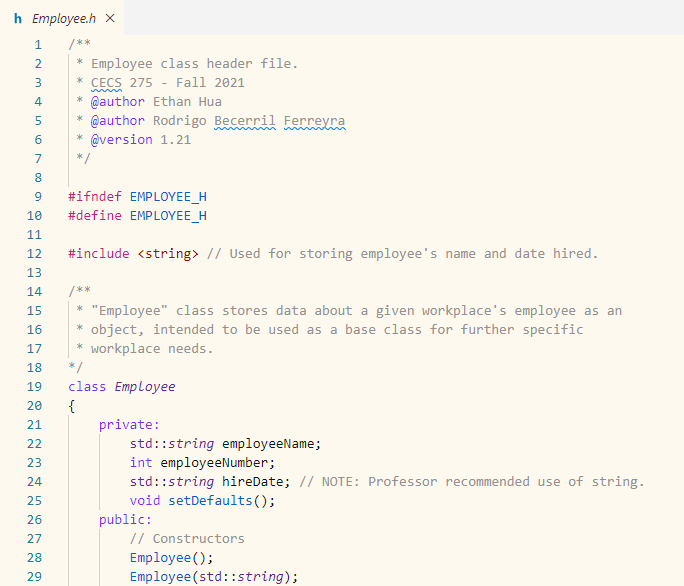 h Employee.h ×
1 /**
2 * Employee class header file.
3 * CECS 275 - Fall 2021
4 * @author Ethan Hua
5 * @author Rodrigo Becerril Ferreyra
6 * @version 1.21
7 */
8
9 #ifndef EMPLOYEE_H
10 #define EMPLOYEE_H
11
12 #include <string> // Used for storing employee's name and date hired.
13
14 /**
15 * "Employee" class stores data about a given workplace's employee as an
16 * object, intended to be used as a base class for further specific
17 * workplace needs.
18 */
19 class Employee
20 {
21 private:
22 std::string employeeName;
23 int employeeNumber;
24 std::string hireDate; // NOTE: Professor recommended use of string.
25 void setDefaults();
26 public:
27 // Constructors
28 Employee();
29 Employee(std::string);